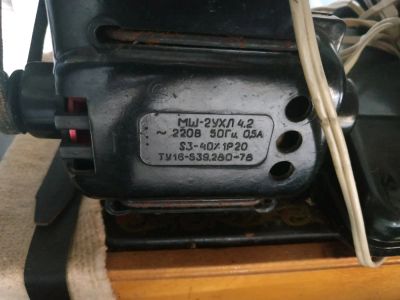 МШ-2УХЛ 4.2
~ 220В 50Гц 0,5А
S3-40% IP20
ТУ16-539.280-78